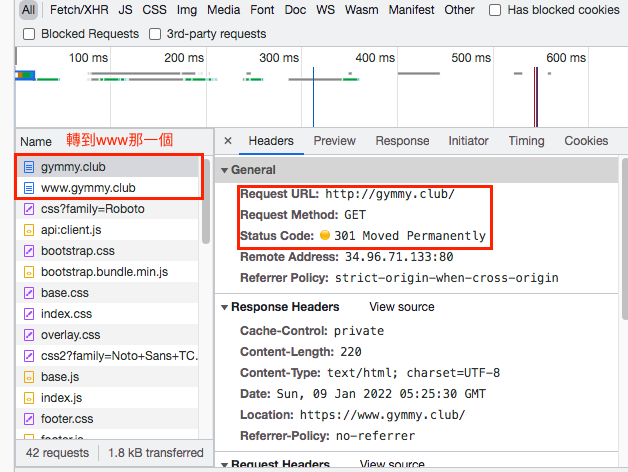 All Fetch/XHR JS CSS Img Media Font Doc WS Wasm Manifest Other Has blocked cookies
Blocked Requests 3rd-party requests
100 ms 200 ms 300 ms 400 ms 500 ms 600 ms
Name 轉到www那一個
gymmy.club
www.gymmy.club
css?family=Roboto
api:client.js
bootstrap.css
bootstrap.bundle.min.js
base.css
index.css
overlay.css
css2?family=Noto+Sans+TC...
base.js
index.js
footer.css
footer.js
42 requests 1.8 kB transferred
× Headers Preview Response Initiator Timing Cookies
General
Request URL: http://gymmy.club/
Request Method: GET
Status Code: 301 Moved Permanently
Remote Address: 34.96.71.133:80
Referrer Policy: strict-origin-when-cross-origin
Response Headers View source
Cache-Control: private
Content-Length: 220
Content-Type: text/html; charset=UTF-8
Date: Sun, 09 Jan 2022 05:25:30 GMT
Location: https://www.gymmy.club/
Referrer-Policy: no-referrer
Request Headers View source